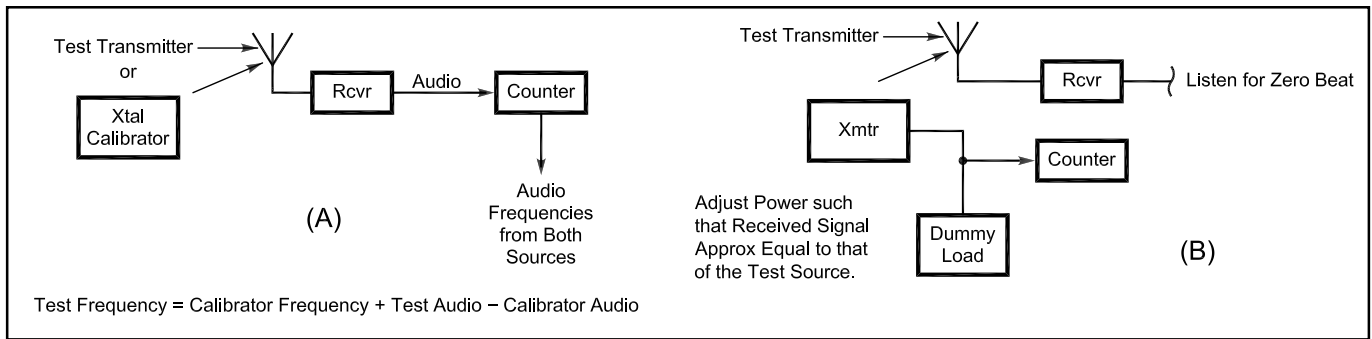 Test Transmitter
or
Xtal
Calibrator
Rcvr
Audio
Counter
Audio
Frequencies
from Both
Sources
(A)
Test Frequency = Calibrator Frequency + Test Audio – Calibrator Audio
Test Transmitter
Rcvr
Listen for Zero Beat
Xmtr
Counter
Adjust Power such
that Received Signal
Approx Equal to that
of the Test Source.
Dummy
Load
(B)